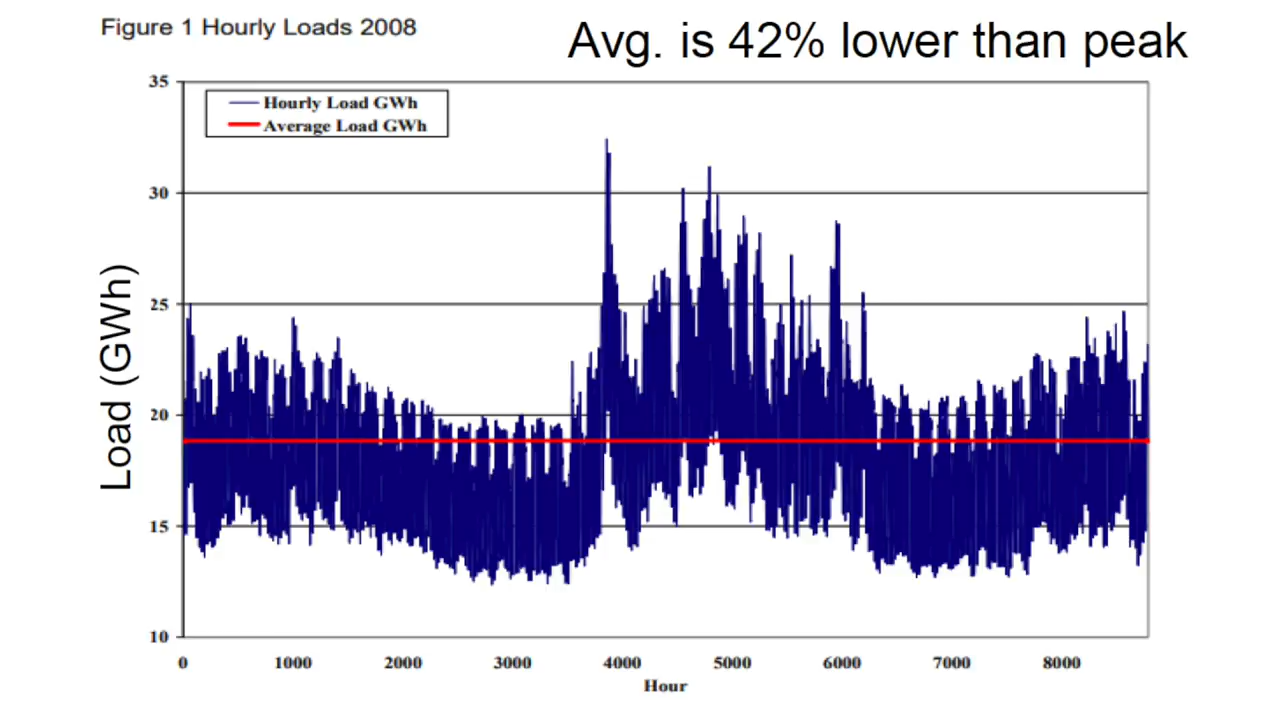 Figure 1 Hourly Loads 2008
Avg. is 42% lower than peak
Hourly Load GWh
Average Load GWh
Load (GWh)
35
30
25
20
15
10
0 1000 2000 3000 4000 5000 6000 7000 8000
Hour